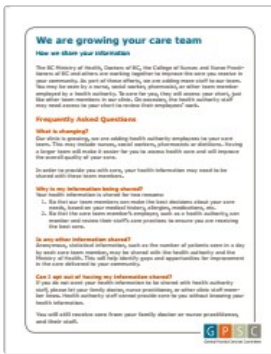 We are growing your care team
How we share your information
The BC Ministry of Health, Doctors of BC, the College of Nurses and Nurse Practi-
tioners of BC and others are working together to improve the care you receive in
your community. As part of these efforts, we are adding more staff to our team.
You may be seen by a nurse, social worker, pharmacist, or other team member
employed by a health authority. To care for you, they will access your chart, just
like other team members in our clinic. On occasion, the health authority staff
may need access to your chart to review their employees' work.
Frequently Asked Questions
What is changing?
Our clinic is growing, we are adding health authority employees to your care
team. This may include nurses, social workers, pharmacists or dietitians. Having
a larger team will make it easier for you to access health care and will improve
the overall quality of your care.
In order to provide you with care, your health information may need to be
shared with these team members.
Why is my information being shared?
Your health information is shared for two reasons:
1. So that our team members can make the best decisions about your care
needs, based on your medical history, allergies, medications, etc.
2. So that the care team member's employer, such as a health authority, can
monitor and review their staff's care practices to ensure you are receiving
the best care.
Is any other information shared?
Anonymous, statistical information, such as the number of patients seen in a day
by each care team member, may be shared with the health authority and the
Ministry of Health. This will help identify gaps and opportunities for improvement
in the care delivered to your community.
Can I opt out of having my information shared?
If you do not want your health information to be shared with health authority
staff, please let your family doctor, nurse practitioner, or other clinic staff mem-
ber know. Health authority staff cannot provide care to you without knowing your
health information.
You will still receive care from your family doctor or nurse practitioner,
and their staff.
GPSC
General Practice Services Committee